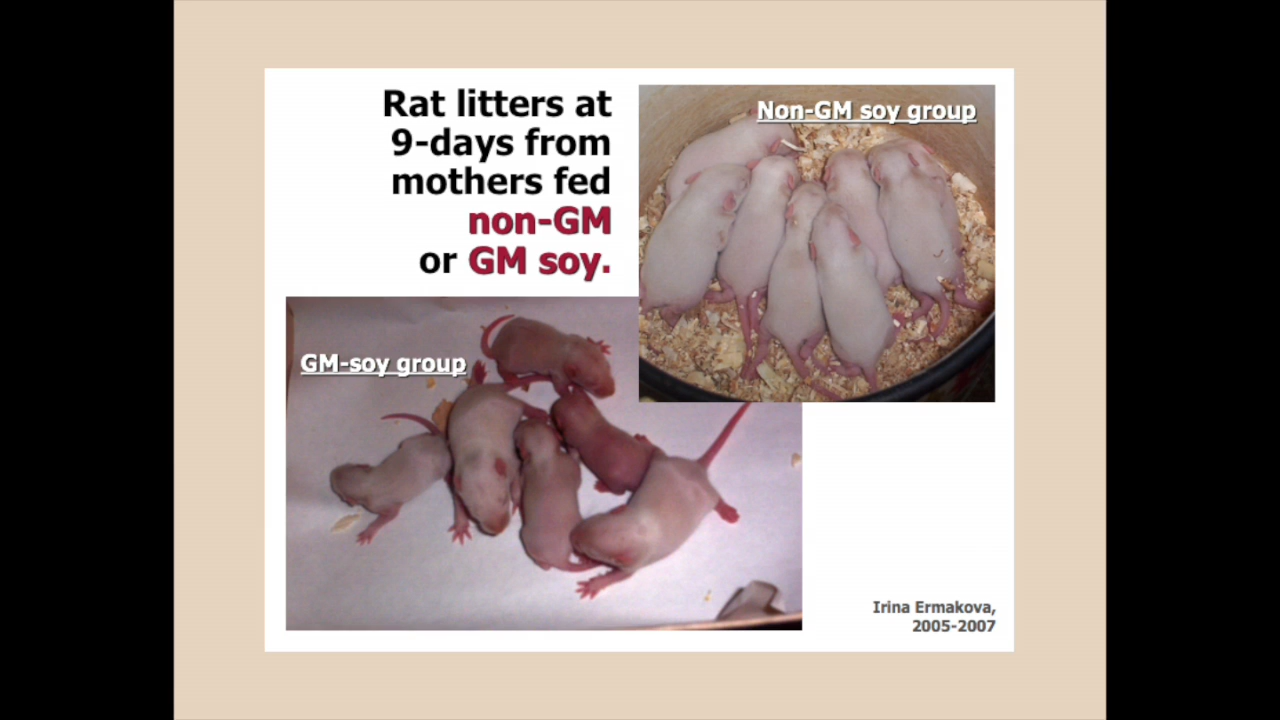 Rat litters at
9-days from
mothers fed
non-GM
or GM soy.
Non-GM soy group
GM-soy group
Irina Ermakova,
2005-2007